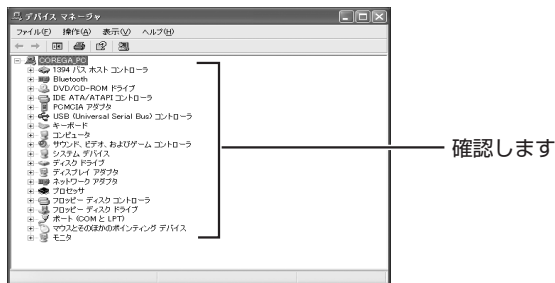 デバイス マネージャ
ファイル(F) 操作(A) 表示(V) ヘルプ(H)
COREGA_PC
1394 バス ホスト コントローラ
Bluetooth
DVD/CD-ROM ドライブ
IDE ATA/ATAPI コントローラ
PCMCIA アダプタ
USB (Universal Serial Bus) コントローラ
キーボード
コンピュータ
サウンド、ビデオ、およびゲーム コントローラ
システム デバイス
ディスク ドライブ
ディスプレイ アダプタ
ネットワーク アダプタ
プロセッサ
フロッピー ディスク コントローラ
フロッピー ディスク ドライブ
ポート (COM と LPT)
マウスとそのほかのポインティング デバイス
モニタ
確認します